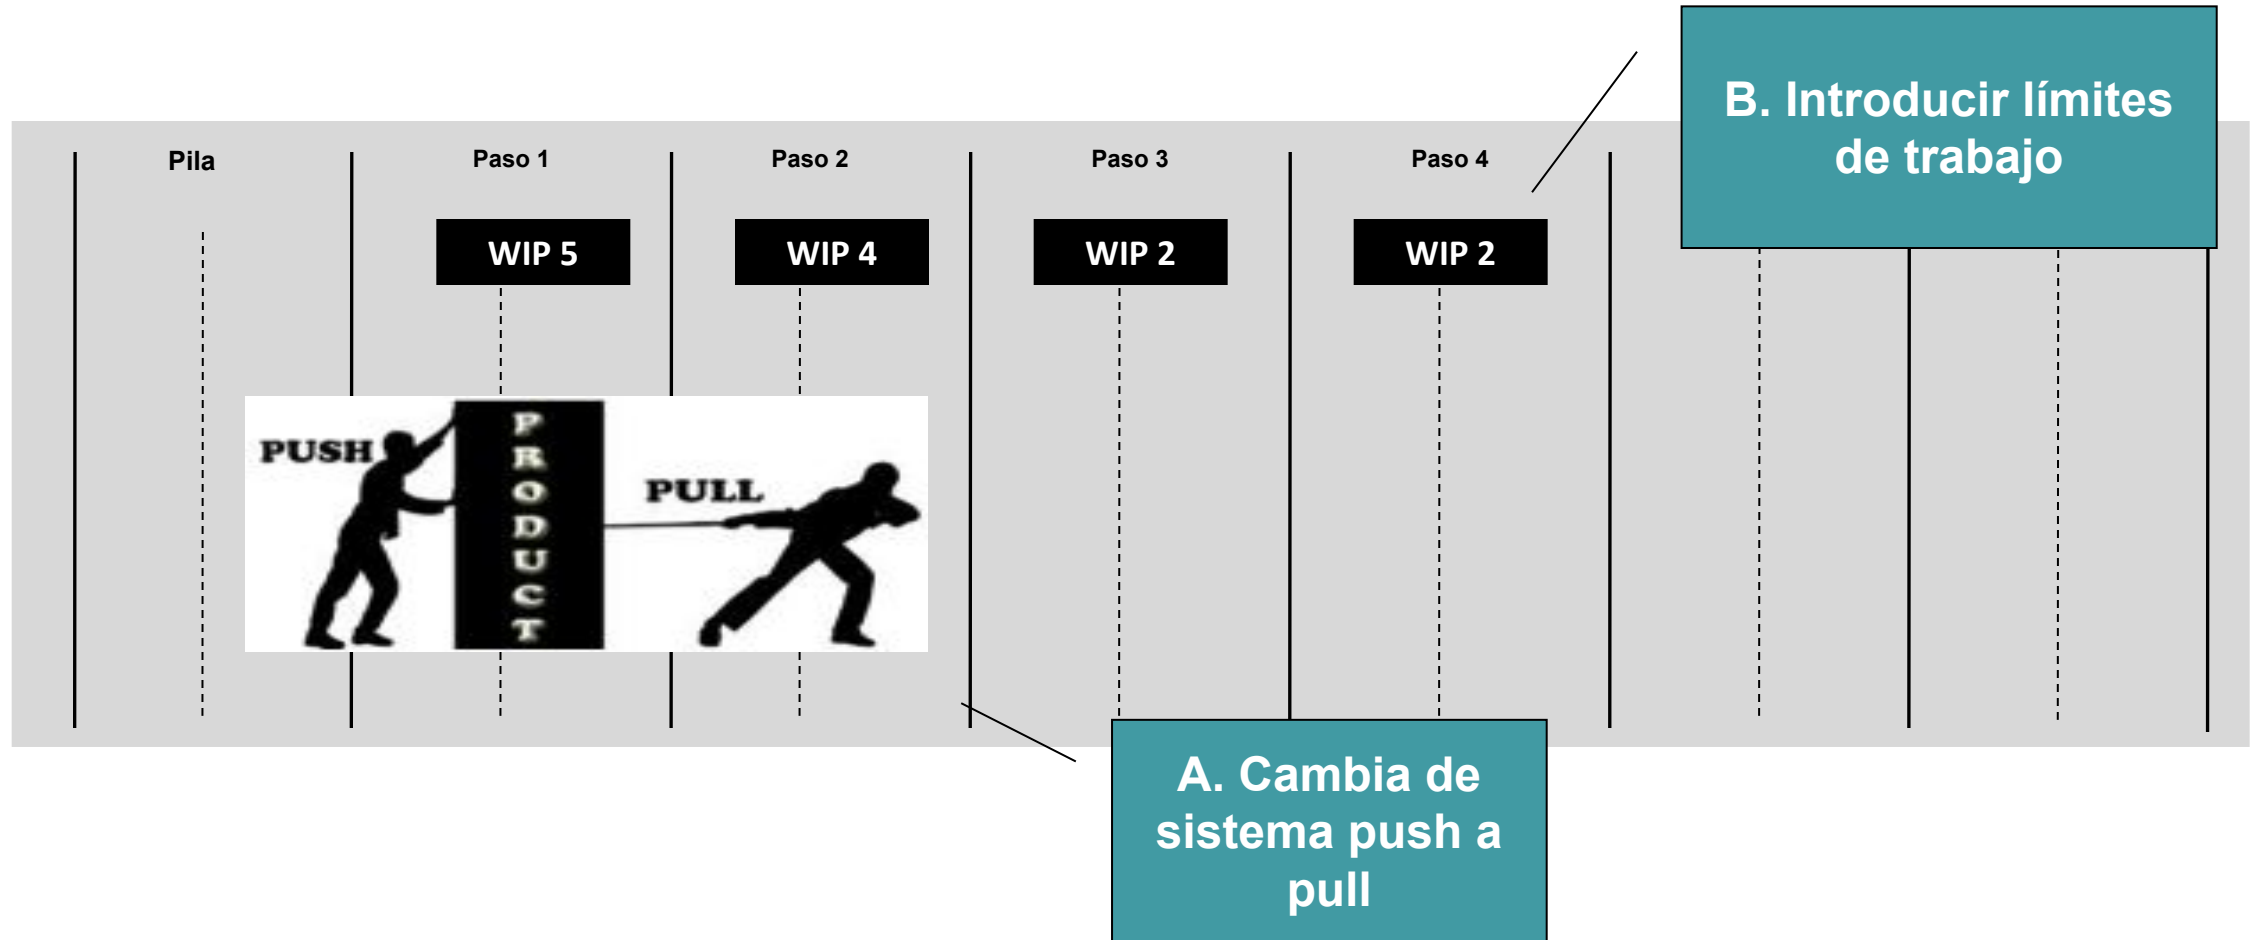 B. Introducir límites
de trabajo
Pila
Paso 1
Paso 2
Paso 3
Paso 4
WIP 5
WIP 4
WIP 2
WIP 2
PUSH
PRODUCT
PULL
A. Cambia de
sistema push a
pull